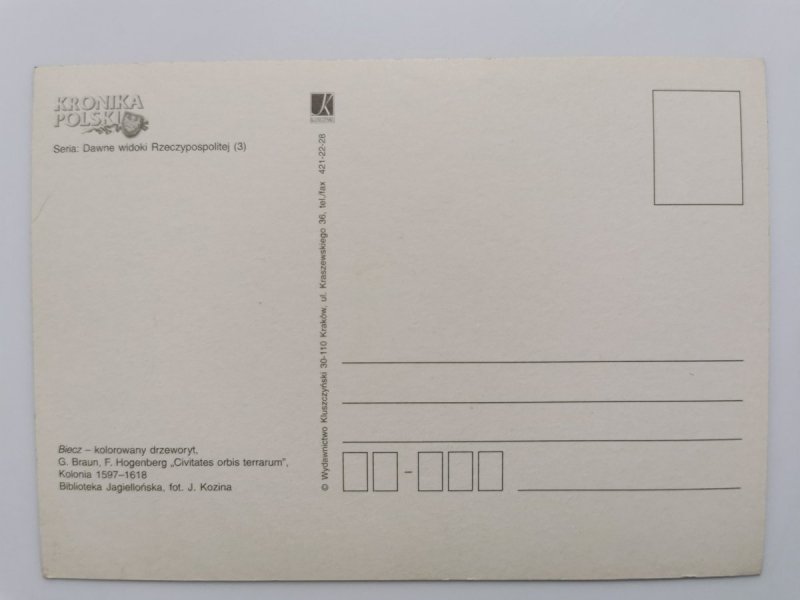 KRONIKA
POLSKI
Seria: Dawne widoki Rzeczypospolitej (3)
Biecz – kolorowany drzeworyt,
G. Braun, F. Hogenberg „Civitates orbis terrarum",
Kolonia 1597–1618
Biblioteka Jagiellońska, fot. J. Kozina
K
© Wydawnictwo Kluszczyński 30-110 Kraków, ul. Kraszewskiego 36, tel./fax 421-22-28